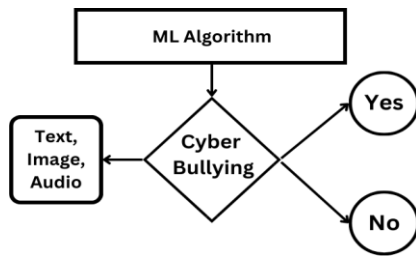 ML Algorithm
Yes
Text,
Image,
Audio
Cyber
Bullying
No